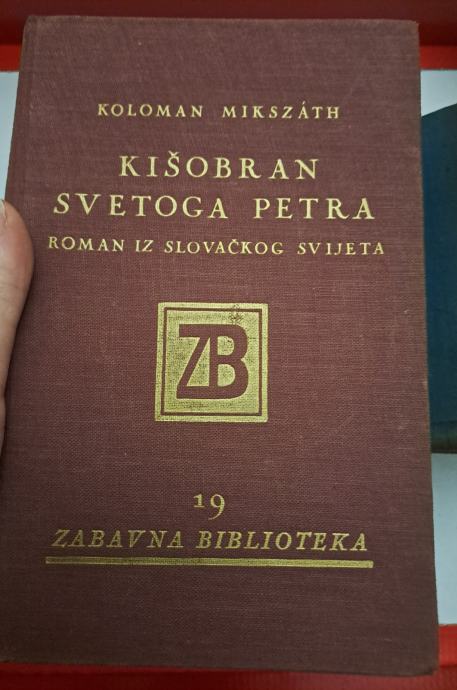 KOLOMAN MIKSZÁTH
KIŠOBRAN
SVETOGA PETRA
ROMAN IZ SLOVAČKOG SVIJETA
ZB
19
ZABAVNA BIBLIOTEKA